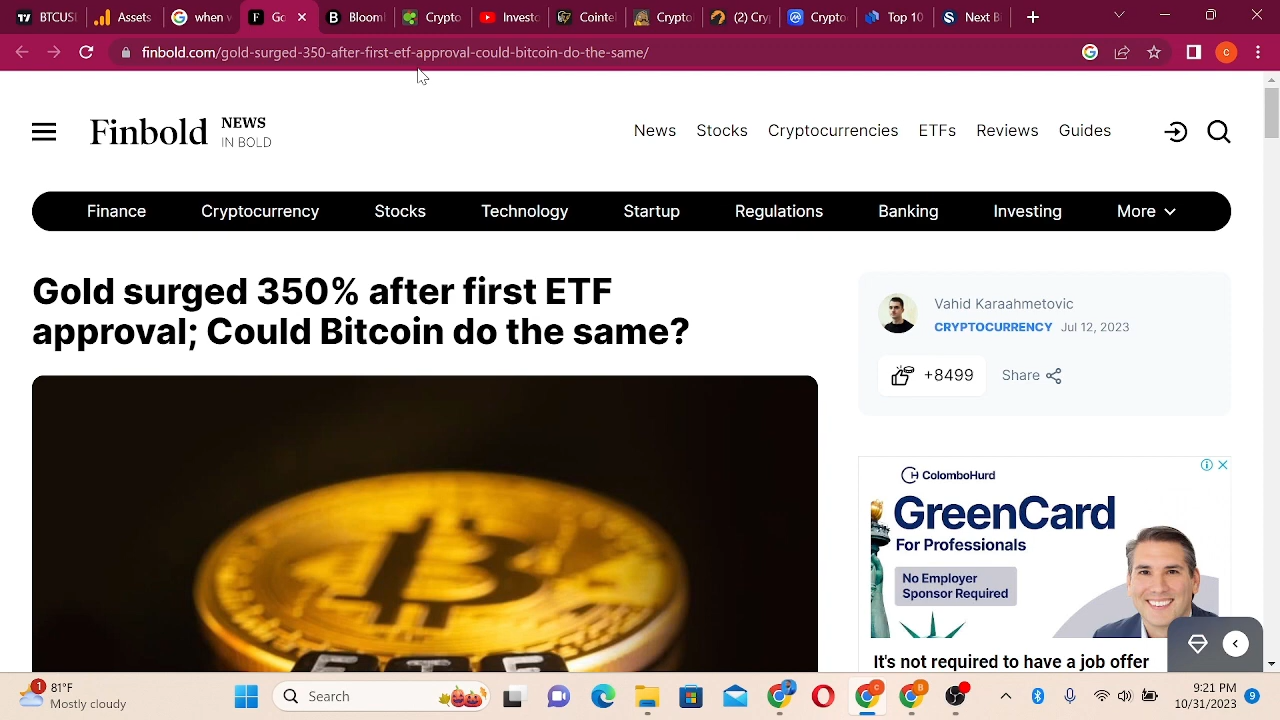 BTCUS
Assets
when v
Go
Bloom
Crypto
Invest
Cointel
Crypto
(2) Cry
Crypto
Top 10
Next B
finbold.com/gold-surged-350-after-first-etf-approval-could-bitcoin-do-the-same/
Finbold
NEWS
IN BOLD
News Stocks Cryptocurrencies ETFs Reviews Guides
Finance Cryptocurrency Stocks Technology Startup Regulations Banking Investing More
Gold surged 350% after first ETF
approval; Could Bitcoin do the same?
Vahid Karaahmetovic
CRYPTOCURRENCY Jul 12, 2023
+8499 Share
ColomboHurd
GreenCard
For Professionals
No Employer
Sponsor Required
It's not required to have a job offer
ETF
1
81°F
Mostly cloudy
Search
9:21 PM
10/31/2023
9